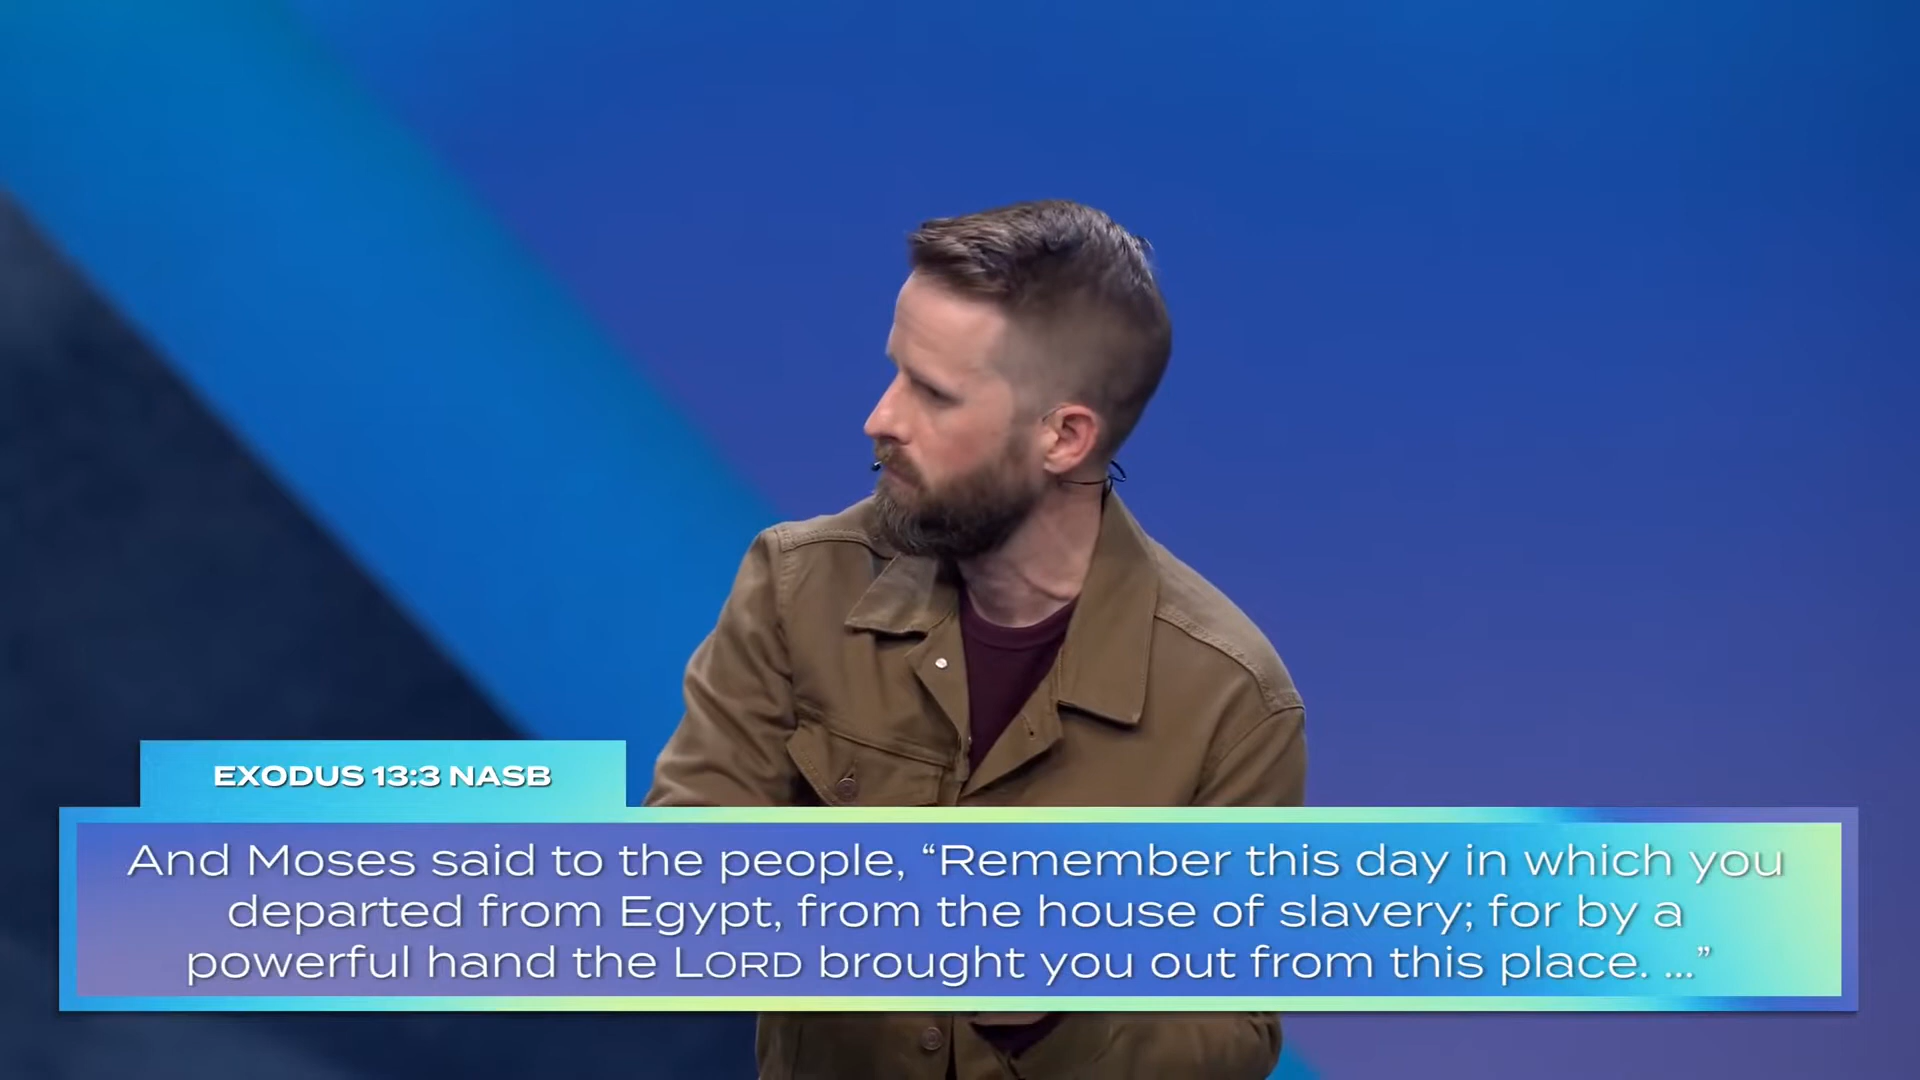 EXODUS 13:3 NASB
And Moses said to the people, “Remember this day in which you
departed from Egypt, from the house of slavery; for by a
powerful hand the LORD brought you out from this place. …”